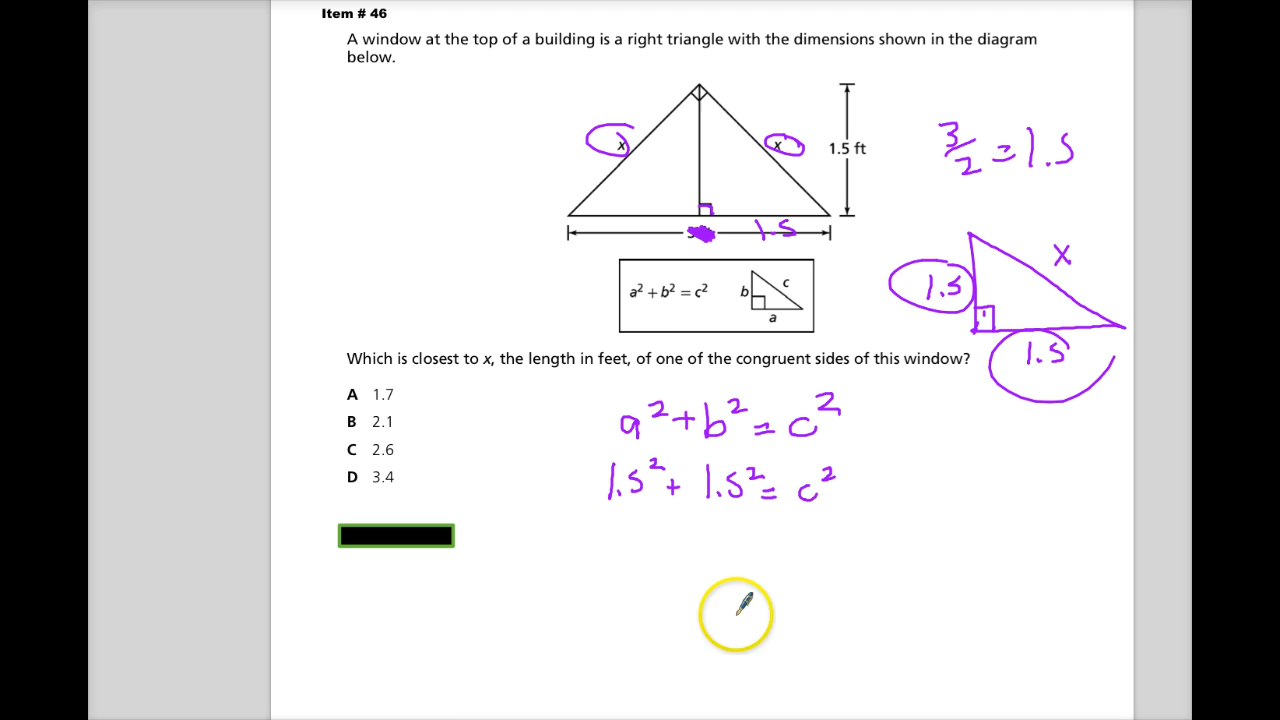 Item # 46
A window at the top of a building is a right triangle with the dimensions shown in the diagram
below.
x
x
1.5 ft
3/2 = 1.5
1.5
x
1.5
1.5
a² + b² = c²
b
c
a
Which is closest to x, the length in feet, of one of the congruent sides of this window?
A 1.7
B 2.1
C 2.6
D 3.4
a² + b² = c²
1.5² + 1.5² = c²